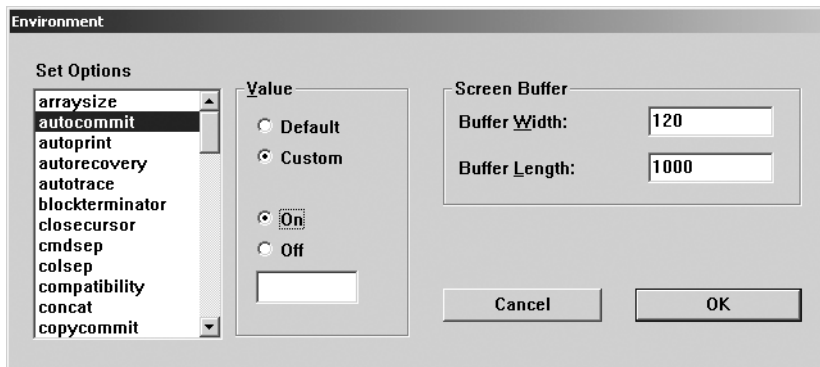 Environment
Set Options
arraysize
autocommit
autoprint
autorecovery
autotrace
blockterminator
closecursor
cmdsep
colsep
compatibility
concat
copycommit
Value
Default
Custom
On
Off
Screen Buffer
Buffer Width: 120
Buffer Length: 1000
Cancel OK